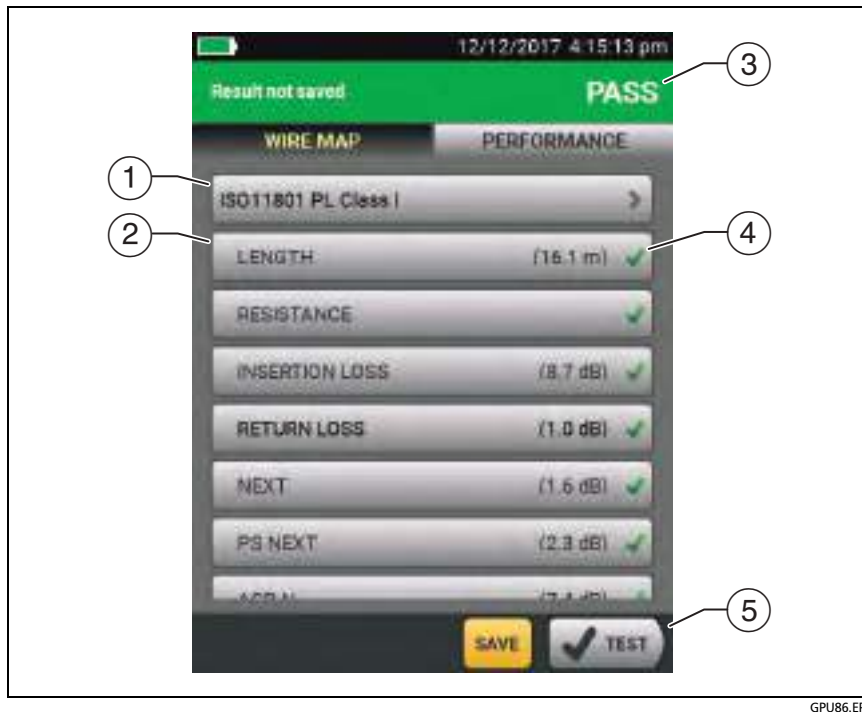 12/12/2017 4:15:13 pm
3
Result not saved PASS
WIRE MAP PERFORMANCE
1
ISO11801 PL Class I
2
LENGTH (16.1 m)
4
RESISTANCE
INSERTION LOSS (8.7 dB)
RETURN LOSS (1.0 dB)
NEXT (1.6 dB)
PS NEXT (2.3 dB)
5
SAVE TEST